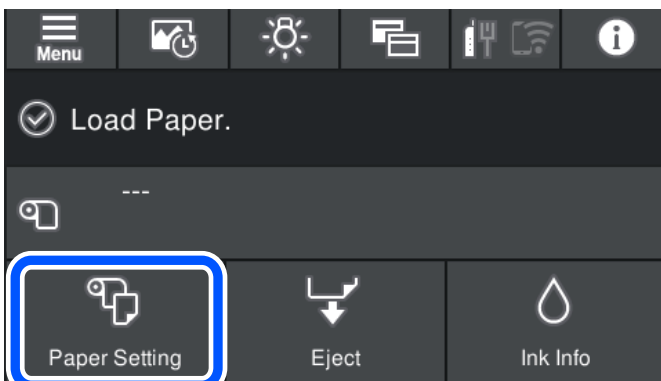 Menu
Load Paper.
---
Paper Setting
Eject
Ink Info